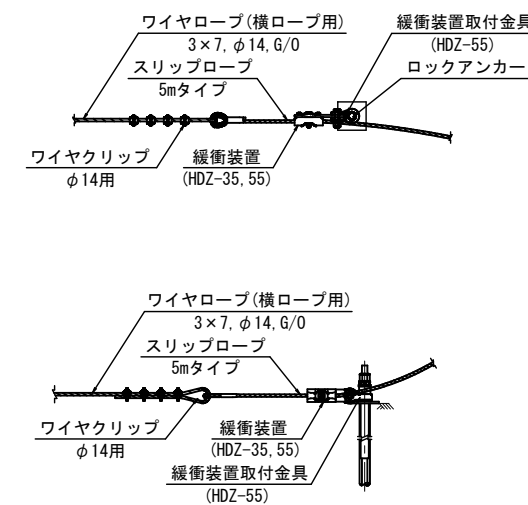 ワイヤロープ(横ロープ用)
3×7, φ14, G/0
緩衝装置取付金具
(HDZ-55)
スリップロープ
5mタイプ
ロックアンカー
ワイヤクリップ
φ14用
緩衝装置
(HDZ-35, 55)
ワイヤロープ(横ロープ用)
3×7, φ14, G/0
スリップロープ
5mタイプ
ワイヤクリップ
φ14用
緩衝装置
(HDZ-35, 55)
緩衝装置取付金具
(HDZ-55)